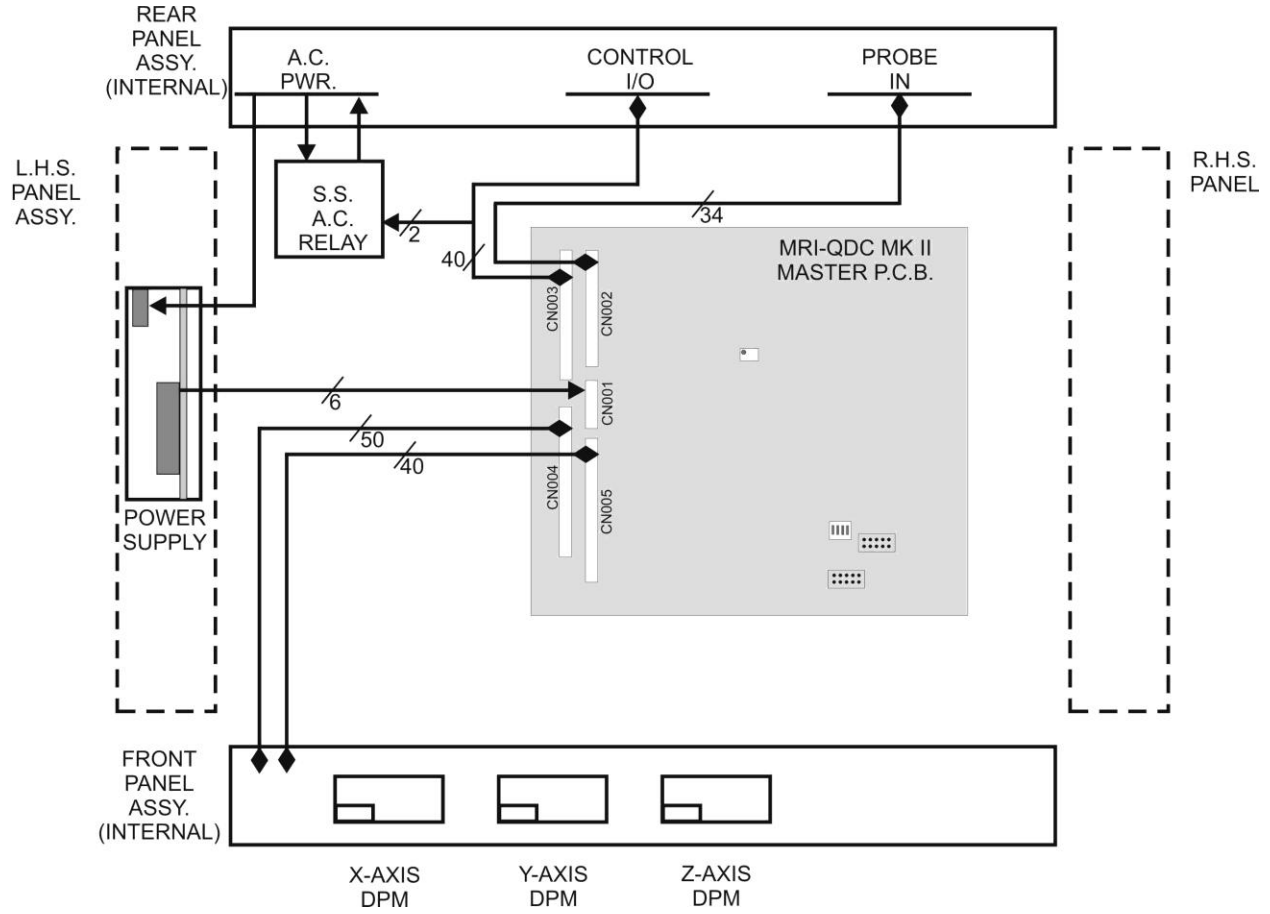 REAR
PANEL
ASSY.
(INTERNAL)
A.C.
PWR.
CONTROL
I/O
PROBE
IN
L.H.S.
PANEL
ASSY.
R.H.S.
PANEL
S.S.
A.C.
RELAY
2
40
34
MRI-QDC MK II
MASTER P.C.B.
CN003
CN002
CN001
6
50
40
CN004
CN005
POWER
SUPPLY
FRONT
PANEL
ASSY.
(INTERNAL)
X-AXIS
DPM
Y-AXIS
DPM
Z-AXIS
DPM